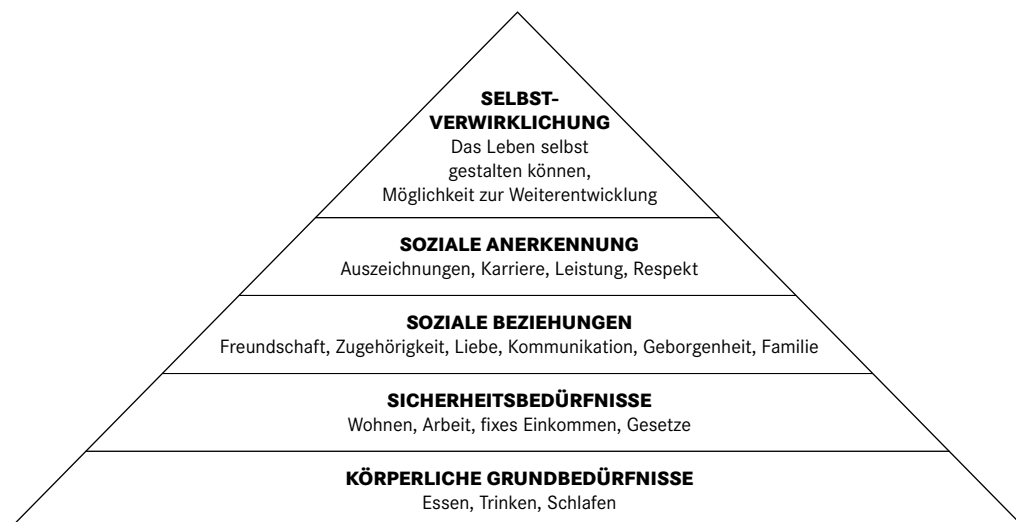 SELBST-
VERWIRKLICHUNG
Das Leben selbst
gestalten können,
Möglichkeit zur Weiterentwicklung
SOZIALE ANERKENNUNG
Auszeichnungen, Karriere, Leistung, Respekt
SOZIALE BEZIEHUNGEN
Freundschaft, Zugehörigkeit, Liebe, Kommunikation, Geborgenheit, Familie
SICHERHEITSBEDÜRFNISSE
Wohnen, Arbeit, fixes Einkommen, Gesetze
KÖRPERLICHE GRUNDBEDÜRFNISSE
Essen, Trinken, Schlafen